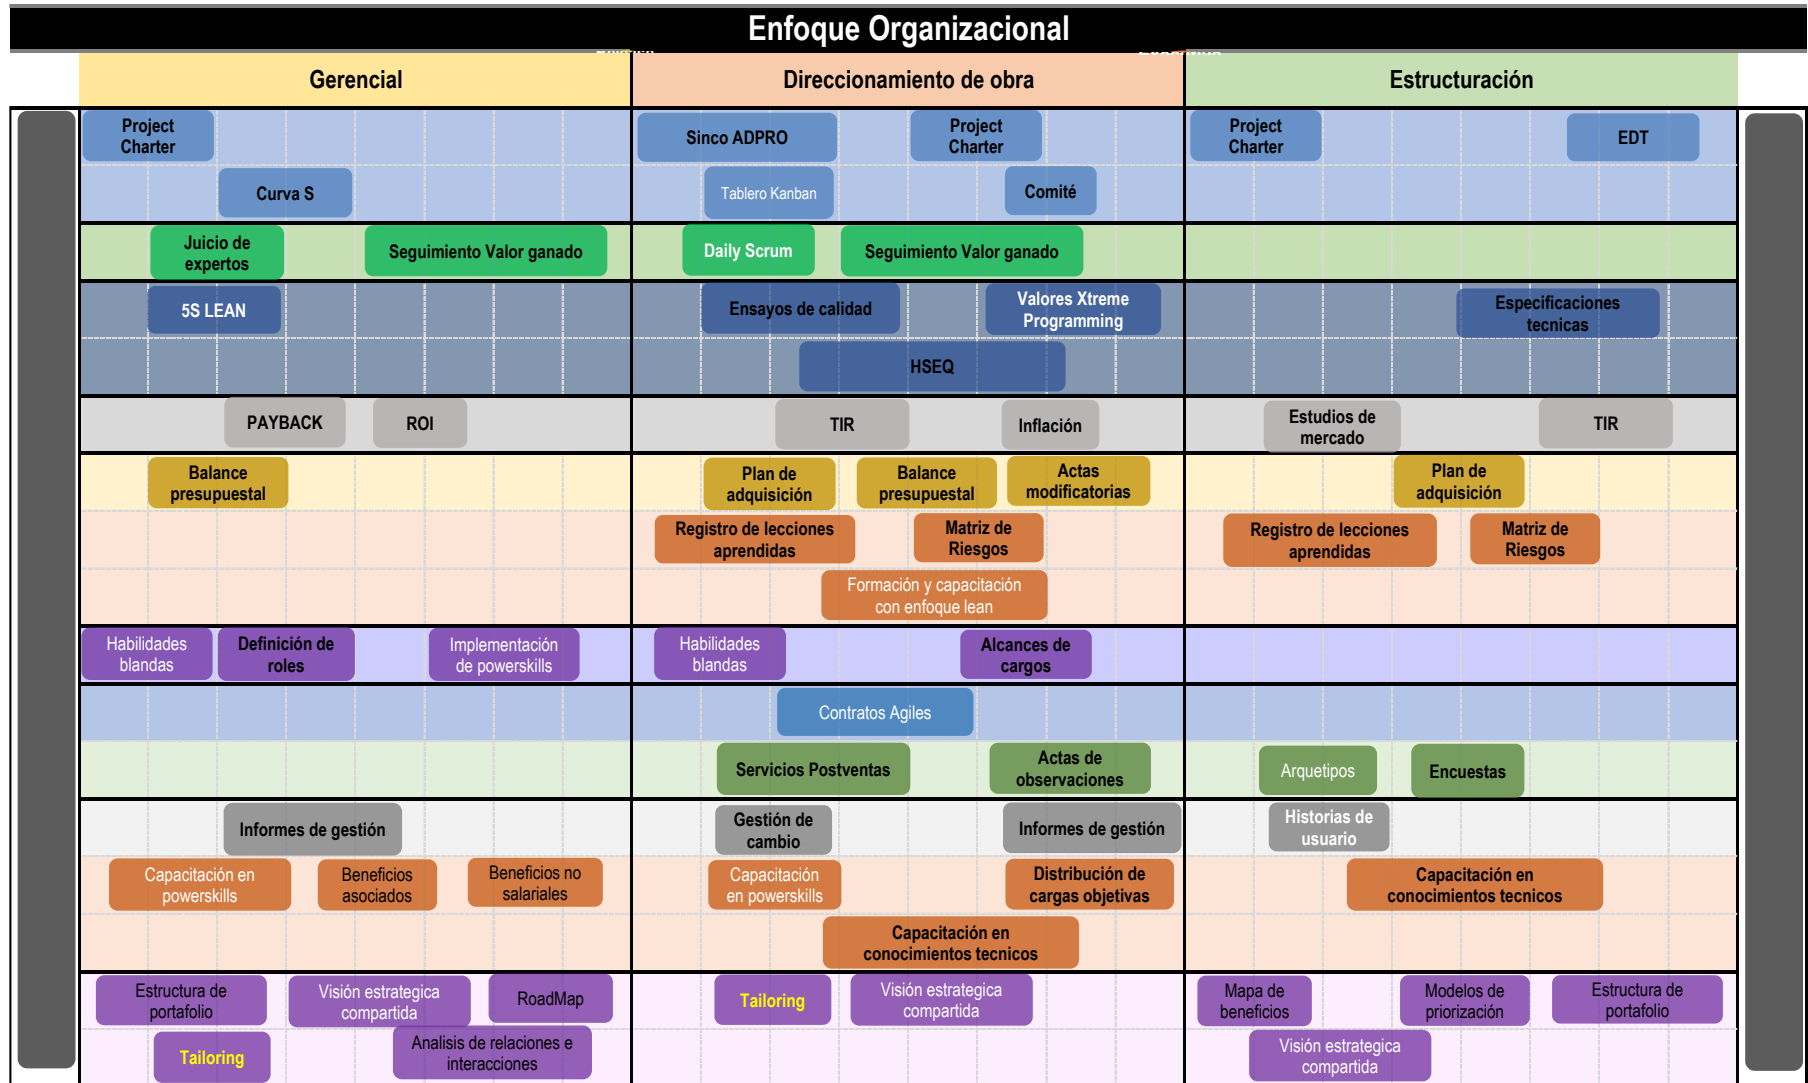 Enfoque Organizacional
Gerencial
Direccionamiento de obra
Estructuración
Project
Charter
Sinco ADPRO
Project
Charter
Project
Charter
EDT
Curva S
Tablero Kanban
Comité
Juicio de
expertos
Seguimiento Valor ganado
Daily Scrum
Seguimiento Valor ganado
5S LEAN
Ensayos de calidad
Valores Xtreme
Programming
Especificaciones
tecnicas
HSEQ
PAYBACK
ROI
TIR
Inflación
Estudios de
mercado
TIR
Balance
presupuestal
Plan de
adquisición
Balance
presupuestal
Actas
modificatorias
Plan de
adquisición
Registro de lecciones
aprendidas
Matriz de
Riesgos
Registro de lecciones
aprendidas
Matriz de
Riesgos
Formación y capacitación
con enfoque lean
Habilidades
blandas
Definición de
roles
Implementación
de powerskills
Habilidades
blandas
Alcances de
cargos
Contratos Agiles
Servicios Postventas
Actas de
observaciones
Arquetipos
Encuestas
Informes de gestión
Gestión de
cambio
Informes de gestión
Historias de
usuario
Capacitación en
powerskills
Beneficios
asociados
Beneficios no
salariales
Capacitación
en powerskills
Distribución de
cargas objetivas
Capacitación en
conocimientos tecnicos
Capacitación en
conocimientos tecnicos
Estructura de
portafolio
Visión estrategica
compartida
RoadMap
Tailoring
Visión estrategica
compartida
Mapa de
beneficios
Modelos de
priorización
Estructura de
portafolio
Tailoring
Analisis de relaciones e
interacciones
Visión estrategica
compartida